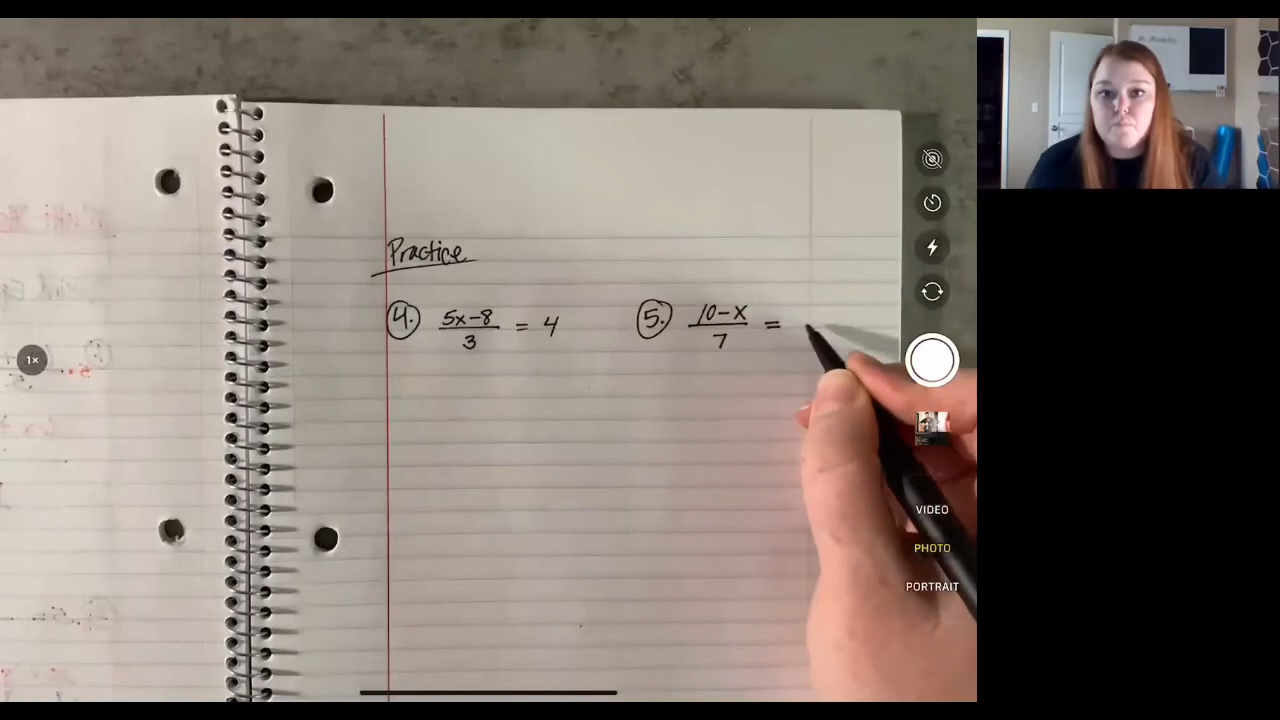 Practice
4. 5x-8/3 = 4
5. 10-x/7 =
1×
VIDEO
PHOTO
PORTRAIT